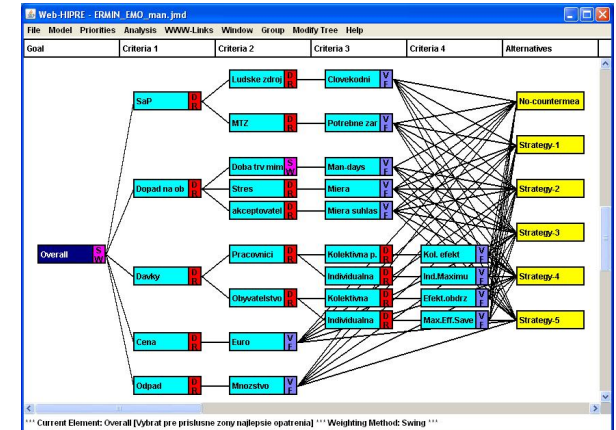 Web-HIPRE - ERMIN_EMO_man.jmd
File Model Priorities Analysis WWW-Links Window Group Modify Tree Help
Goal Criteria 1 Criteria 2 Criteria 3 Criteria 4 Alternatives
Ludske zdroj D R Clovekodni V F
SaP D R No-countermea
MTZ D R Potrebne zar V F
Strategy-1
Doba trv mim S W Man-days V F
Dopad na ob D R Stres D R Miera V F Strategy-2
akceptovatel D R Miera suhlas V F
Strategy-3
Overall S W Pracovnici D R Kolektivna p. D R Kol. efekt V F
Davky D R Individualna D R Ind.Maximu V F Strategy-4
Obyvatelstvo D R Kolektivna D R Efekt.obdrz V F
Individualna D R Max.Eff.Save V F Strategy-5
Cena D R Euro V F
Odpad D R Mnozstvo V F
*** Current Element: Overall [Vybrat pre prislusne zony najlepsie opatrenia] *** Weighting Method: Swing ***